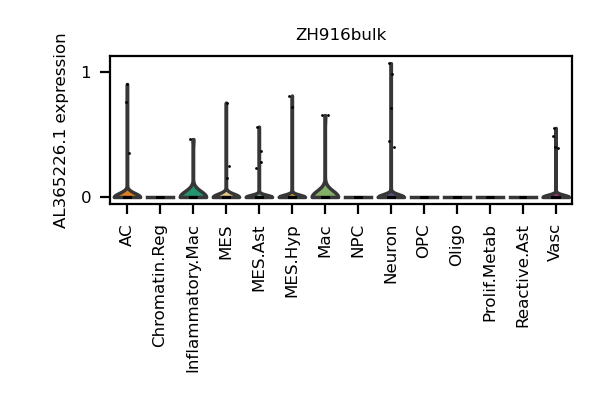 ZH916bulk
AL365226.1 expression
1
0
AC
Chromatin.Reg
Inflammatory.Mac
MES
MES.Ast
MES.Hyp
Mac
NPC
Neuron
OPC
Oligo
Prolif.Metab
Reactive.Ast
Vasc